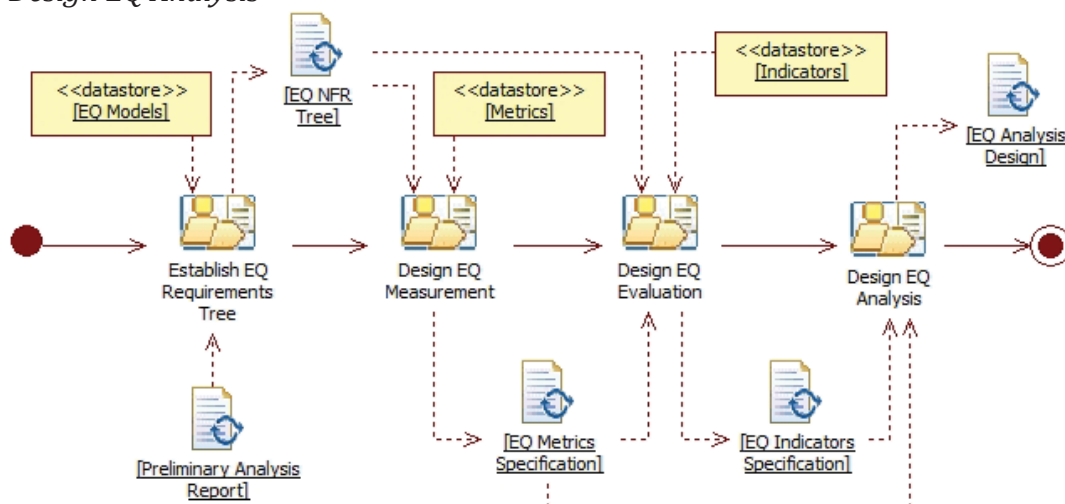 Design EQ Analysis
<<datastore>>
[EQ Models]
[EQ NFR
Tree]
<<datastore>>
[Metrics]
<<datastore>>
[Indicators]
[EQ Analysis
Design]
Establish EQ
Requirements
Tree
Design EQ
Measurement
Design EQ
Evaluation
Design EQ
Analysis
[Preliminary Analysis
Report]
[EQ Metrics
Specification]
[EQ Indicators
Specification]